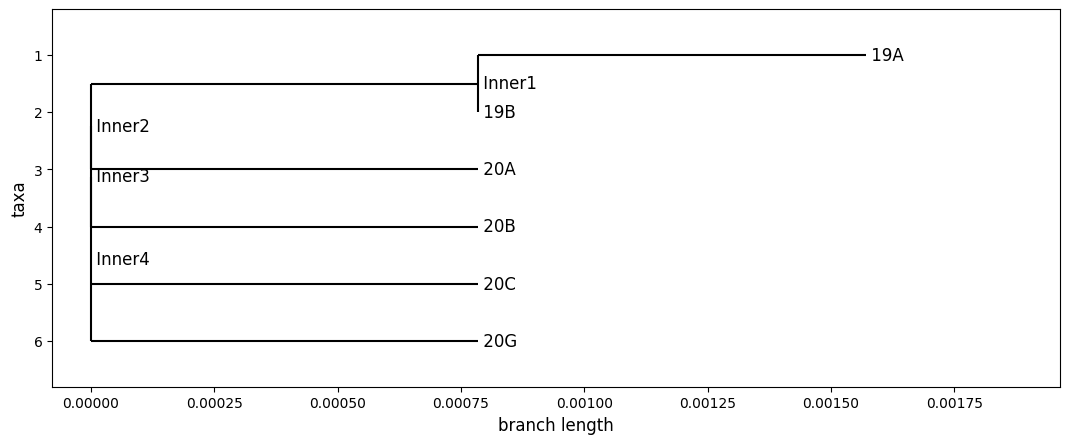 1 19A
Inner1
2 19B
Inner2
3 20A
Inner3
4 20B
Inner4
5 20C
6 20G
taxa
0.00000 0.00025 0.00050 0.00075 0.00100 0.00125 0.00150 0.00175
branch length